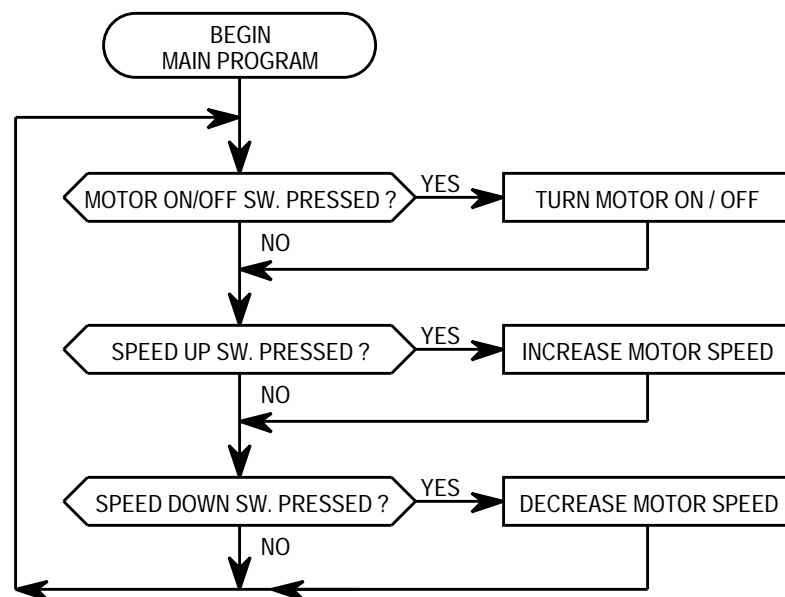 BEGIN
MAIN PROGRAM
MOTOR ON/OFF SW. PRESSED ?
YES
TURN MOTOR ON / OFF
NO
SPEED UP SW. PRESSED ?
YES
INCREASE MOTOR SPEED
NO
SPEED DOWN SW. PRESSED ?
YES
DECREASE MOTOR SPEED
NO